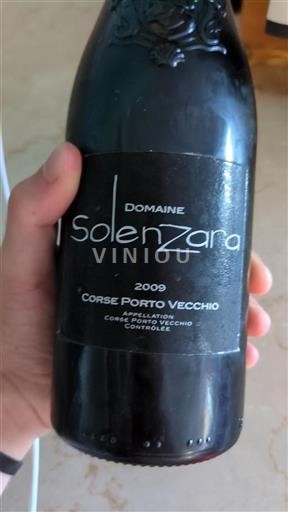 DOMAINE
Solenzara
VINIOU
2009
CORSE PORTO VECCHIO
APPELLATION
CORSE PORTO VECCHIO
CONTRÔLÉE